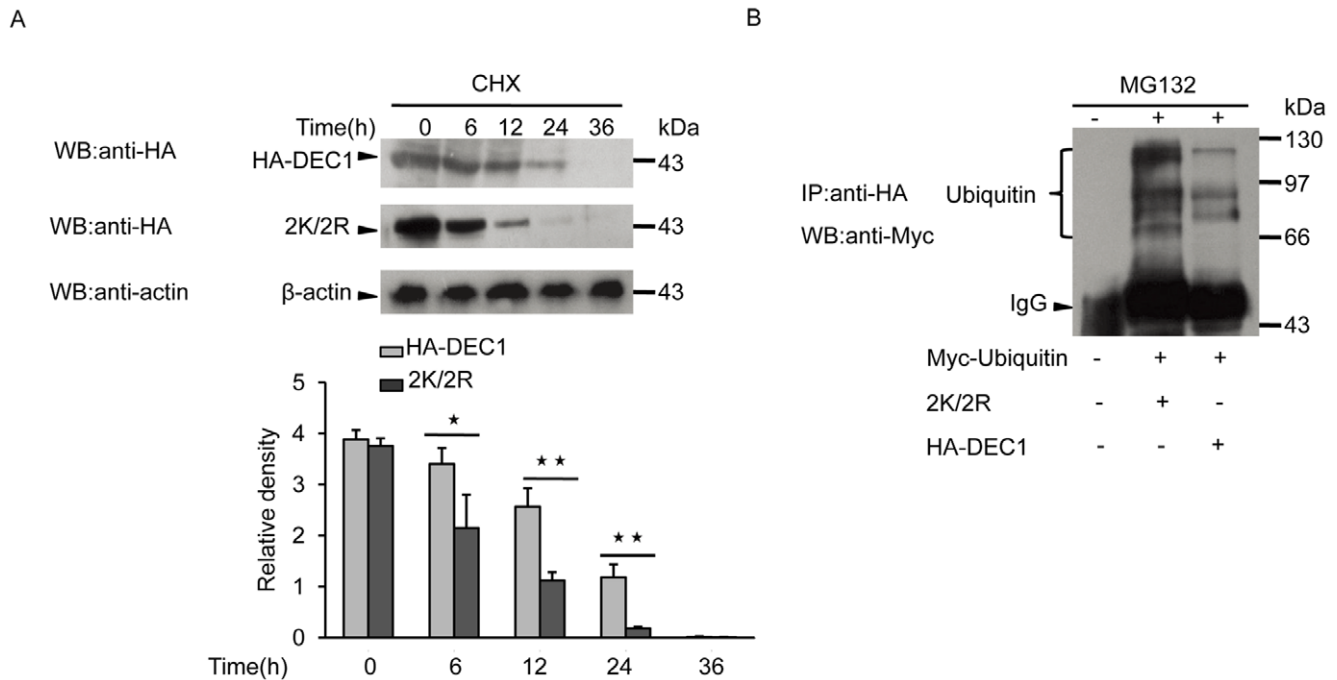 A
CHX
Time(h) 0 6 12 24 36 kDa
WB:anti-HA HA-DEC1 43
WB:anti-HA 2K/2R 43
WB:anti-actin β-actin 43
HA-DEC1
2K/2R
Relative density
5
4
3
2
1
0
★
★ ★
★ ★
Time(h) 0 6 12 24 36
B
MG132
- + + kDa
130
97
66
43
IP:anti-HA Ubiquitin
WB:anti-Myc
IgG
Myc-Ubiquitin - + +
2K/2R - + -
HA-DEC1 - - +